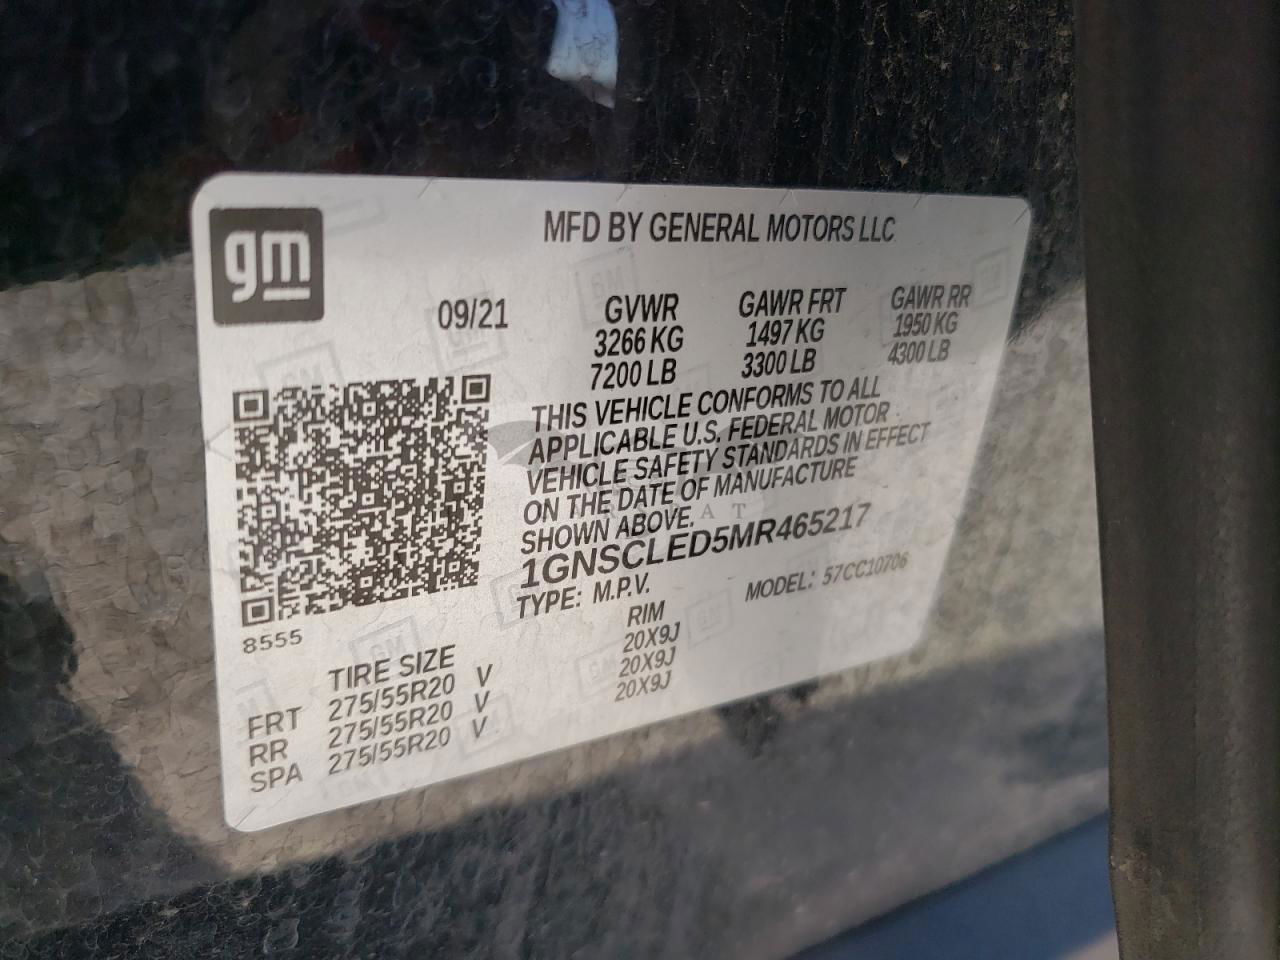 gm
MFD BY GENERAL MOTORS LLC
09/21
GVWR GAWR FRT GAWR RR
3266 KG 1497 KG 1950 KG
7200 LB 3300 LB 4300 LB
THIS VEHICLE CONFORMS TO ALL
APPLICABLE U.S. FEDERAL MOTOR
VEHICLE SAFETY STANDARDS IN EFFECT
ON THE DATE OF MANUFACTURE
SHOWN ABOVE.
1GNSCLED5MR465217
TYPE: M.P.V. MODEL: 57CC10706
8555
TIRE SIZE RIM
FRT 275/55R20 V 20X9J
RR 275/55R20 V 20X9J
SPA 275/55R20 V 20X9J